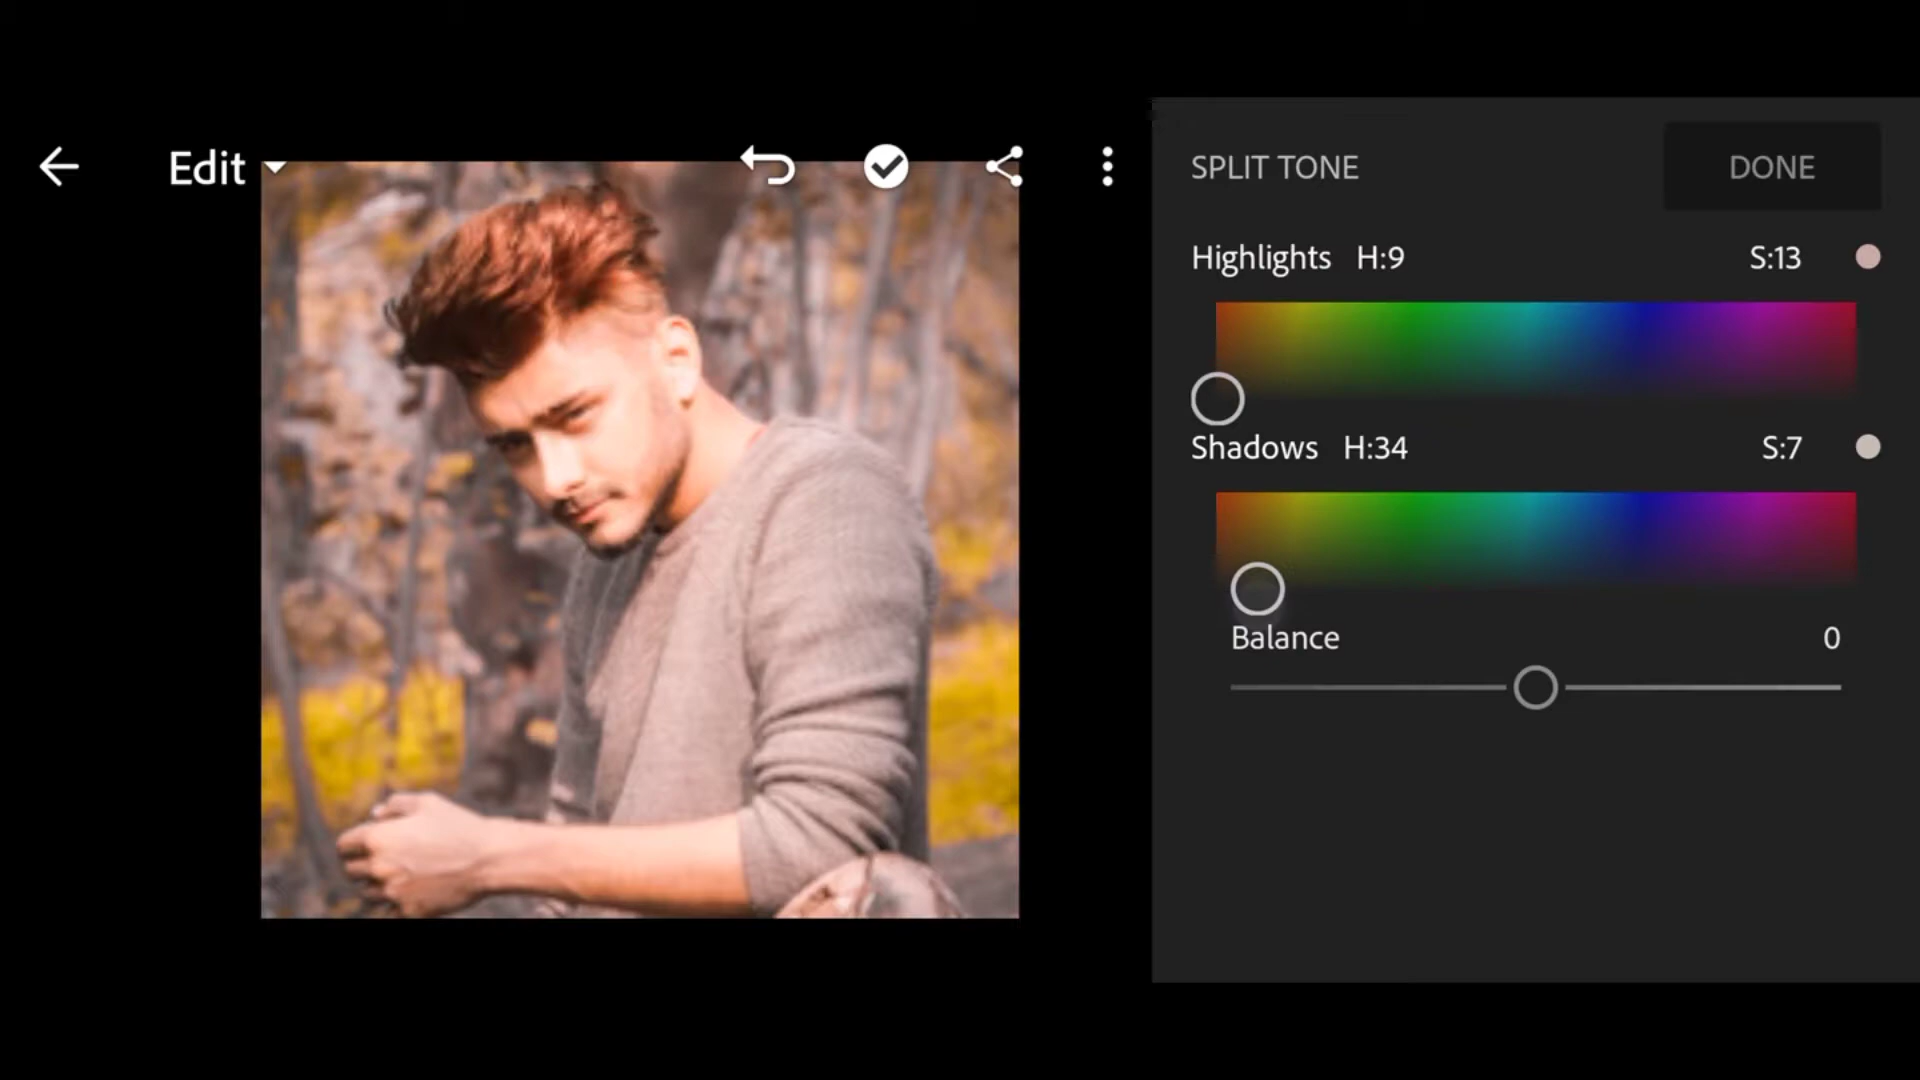 Edit
SPLIT TONE
DONE
Highlights H:9 S:13
Shadows H:34 S:7
Balance 0